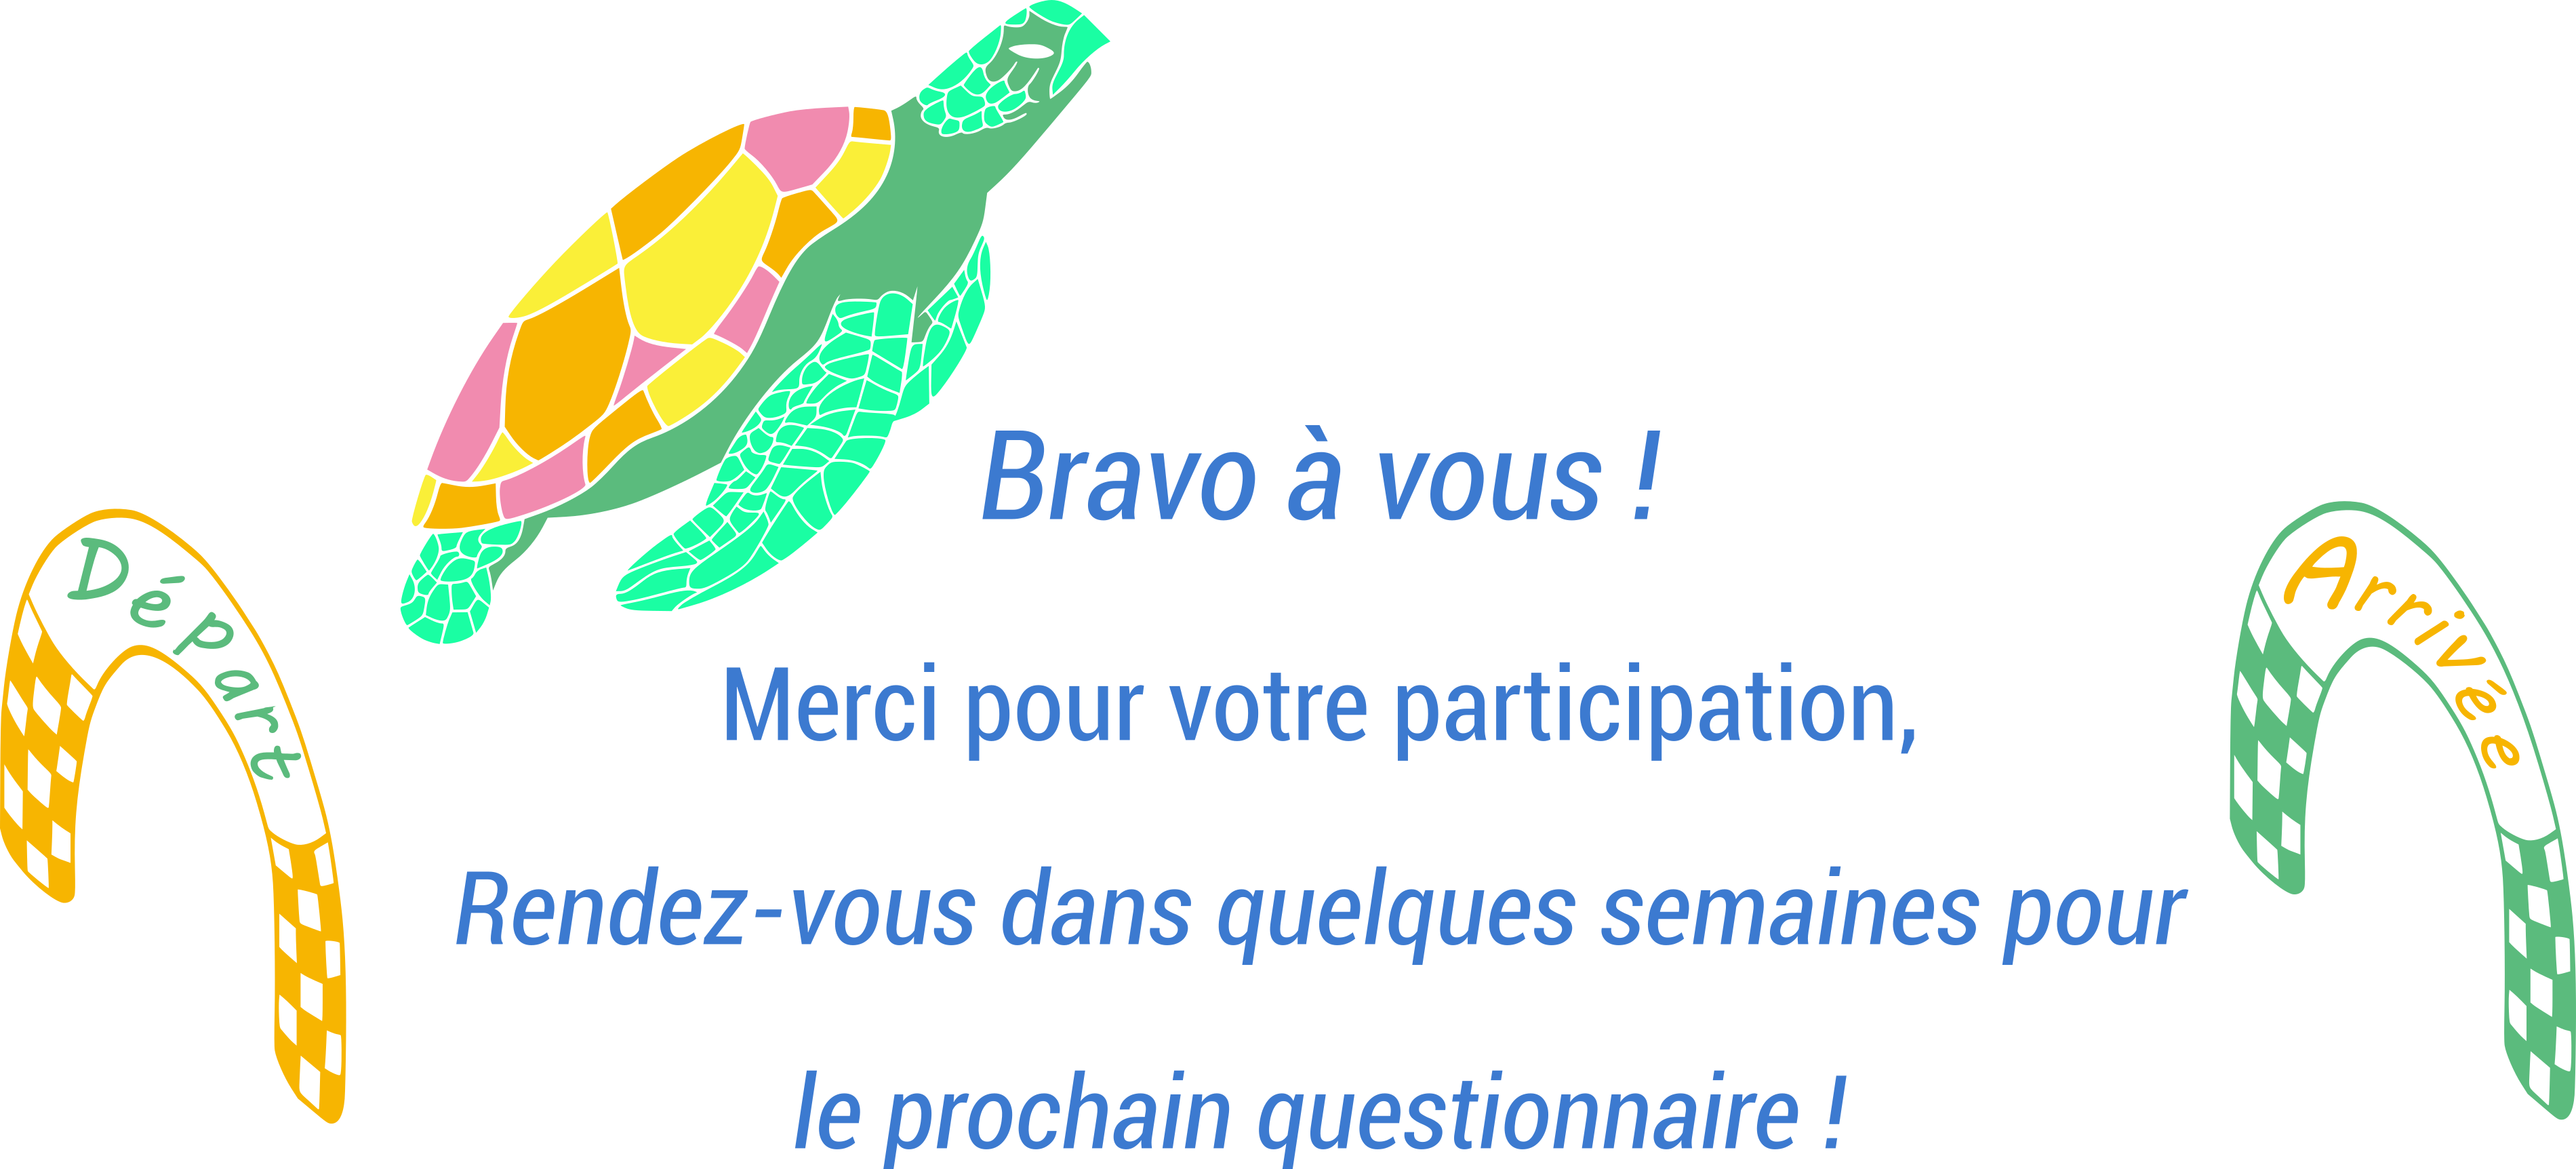 Bravo à vous !
Départ
Arrivée
Merci pour votre participation,
Rendez-vous dans quelques semaines pour
le prochain questionnaire !